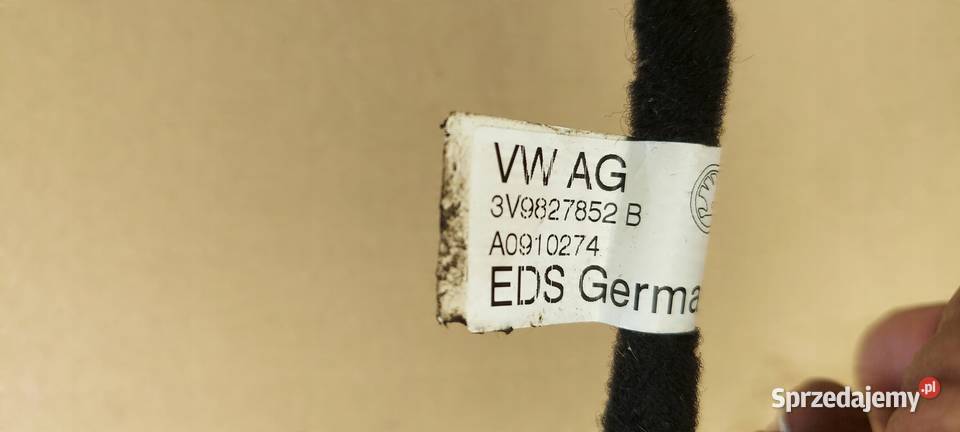 VW AG
3V9827852 B
A0910274
EDS Germa
Sprzedajemy.pl